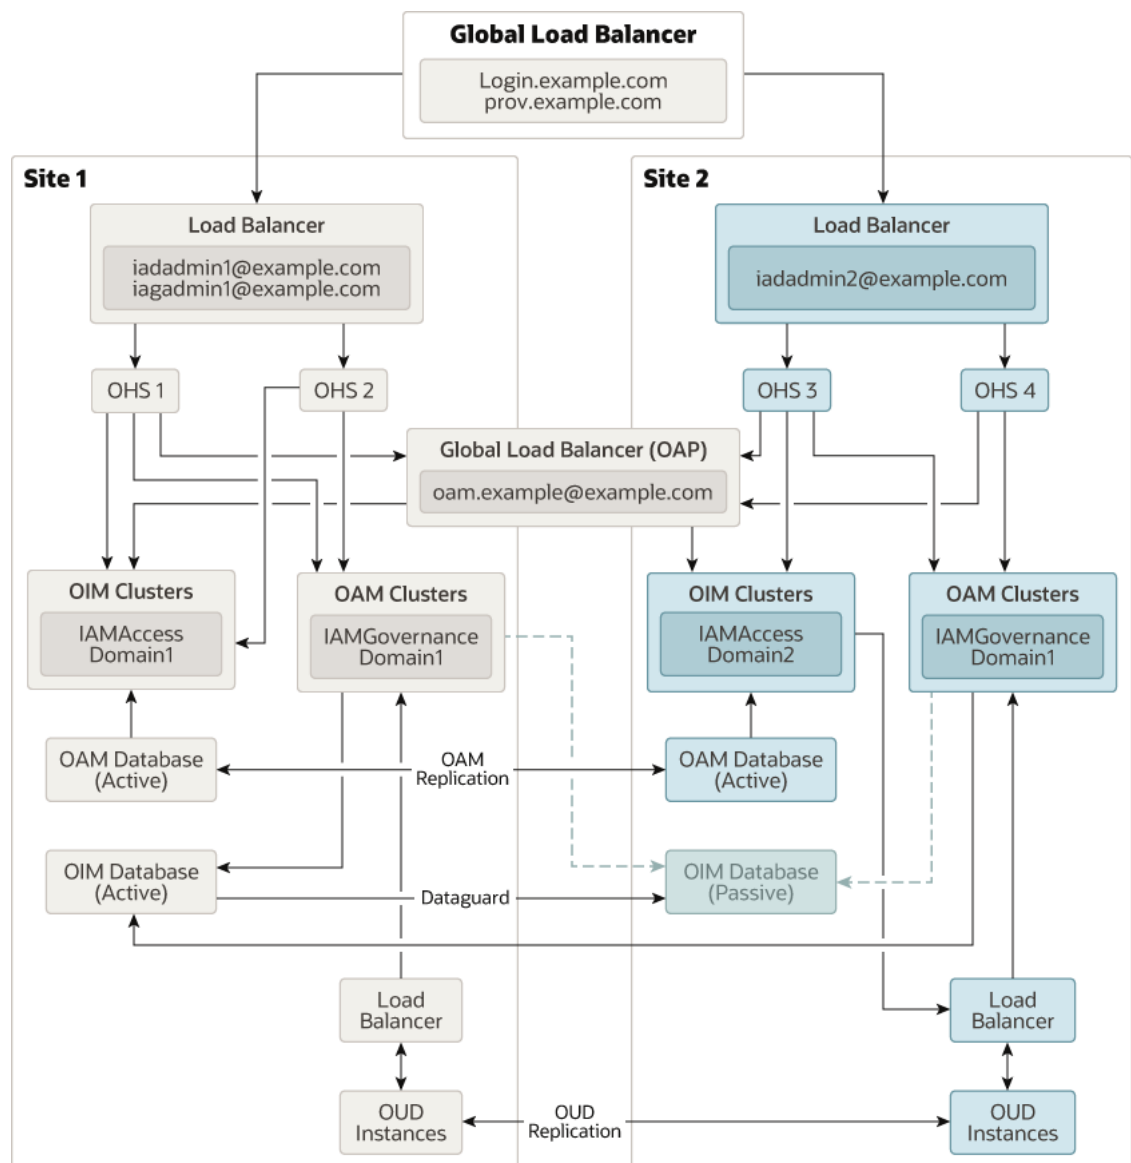 Global Load Balancer
Login.example.com
prov.example.com
Site 1
Site 2
Load Balancer
iadadmin1@example.com
iagadmin1@example.com
Load Balancer
iadadmin2@example.com
OHS 1
OHS 2
OHS 3
OHS 4
Global Load Balancer (OAP)
oam.example@example.com
OIM Clusters
IAMAccess
Domain1
OAM Clusters
IAMGovernance
Domain1
OIM Clusters
IAMAccess
Domain2
OAM Clusters
IAMGovernance
Domain1
OAM Database
(Active)
OAM
Replication
OAM Database
(Active)
OIM Database
(Active)
Dataguard
OIM Database
(Passive)
Load
Balancer
Load
Balancer
OUD
Instances
OUD
Replication
OUD
Instances